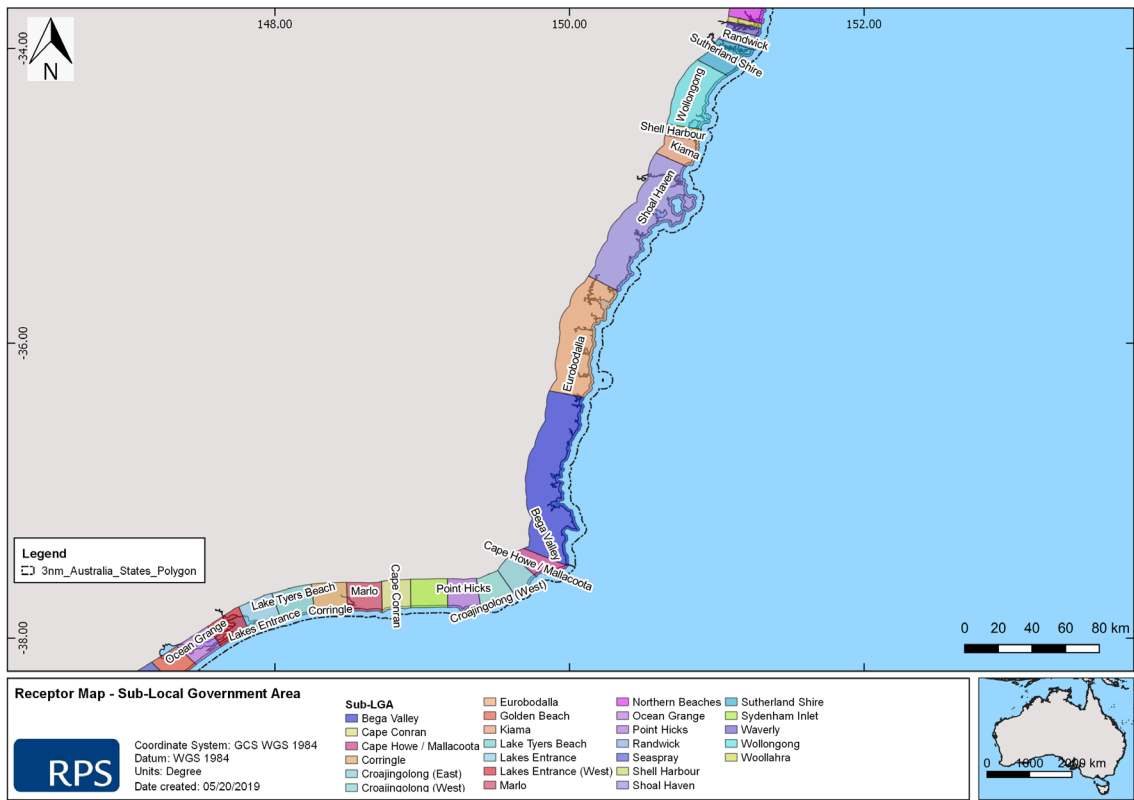 148.00
150.00
152.00
-34.00
-36.00
-38.00
N
Randwick
Sutherland Shire
Wollongong
Shell Harbour
Kiama
Shoal Haven
Eurobodalla
Bega Valley
Cape Howe / Mallacoota
Croajingolong (West)
Point Hicks
Cape Conran
Marlo
Corringle
Lake Tyers Beach
Lakes Entrance
Ocean Grange
Legend
3nm_Australia_States_Polygon
0 20 40 60 80 km
Receptor Map - Sub-Local Government Area
RPS
Coordinate System: GCS WGS 1984
Datum: WGS 1984
Units: Degree
Date created: 05/20/2019
Sub-LGA
Bega Valley
Cape Conran
Cape Howe / Mallacoota
Corringle
Croajingolong (East)
Croajingolong (West)
Eurobodalla
Golden Beach
Kiama
Lake Tyers Beach
Lakes Entrance
Lakes Entrance (West)
Marlo
Northern Beaches
Ocean Grange
Point Hicks
Randwick
Seaspray
Shell Harbour
Shoal Haven
Sutherland Shire
Sydenham Inlet
Waverly
Wollongong
Woollahra
0 1000 2000 km